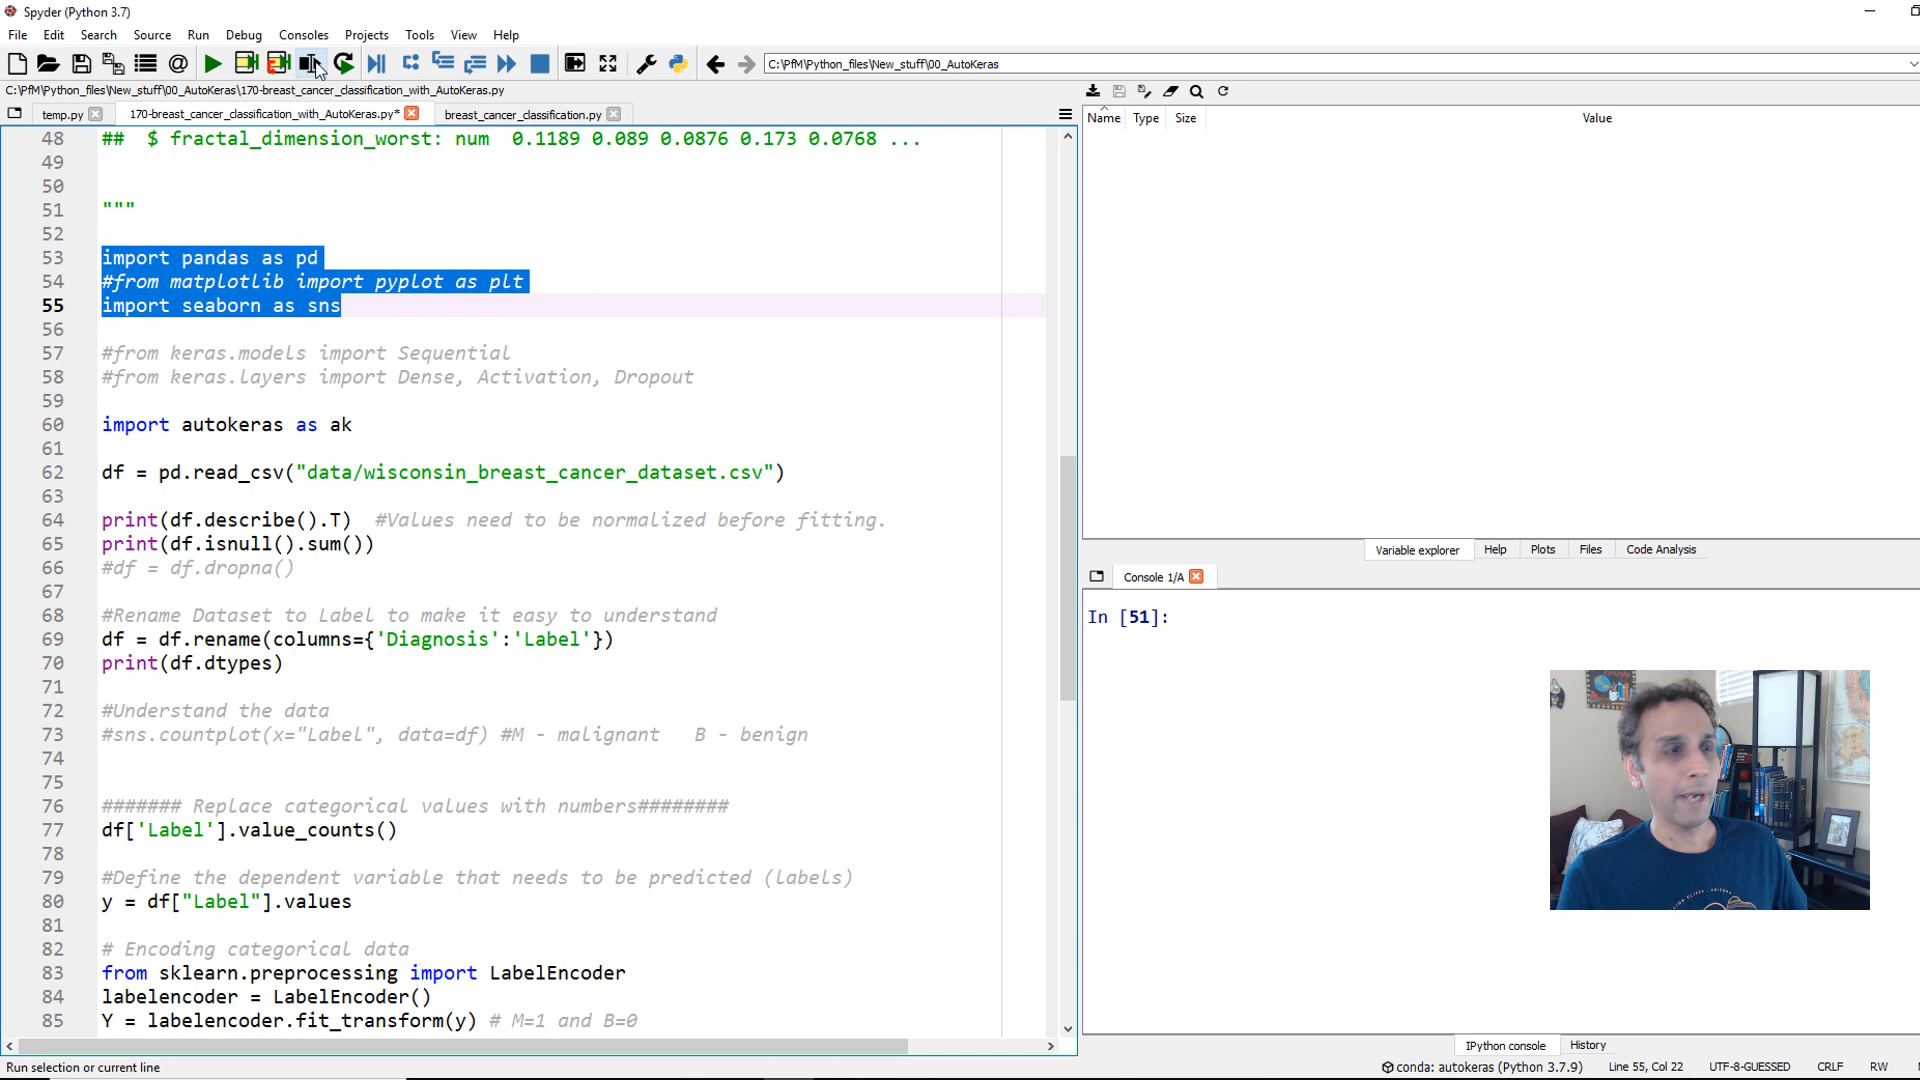 Spyder (Python 3.7)
File Edit Search Source Run Debug Consoles Projects Tools View Help
C:\PfM\Python_files\New_stuff\00_AutoKeras
C:\PfM\Python_files\New_stuff\00_AutoKeras\170-breast_cancer_classification_with_AutoKeras.py
temp.py 170-breast_cancer_classification_with_AutoKeras.py* breast_cancer_classification.py
48 ## $ fractal_dimension_worst: num 0.1189 0.089 0.0876 0.173 0.0768 ...
49
50
51 """
52
53 import pandas as pd
54 #from matplotlib import pyplot as plt
55 import seaborn as sns
56
57 #from keras.models import Sequential
58 #from keras.layers import Dense, Activation, Dropout
59
60 import autokeras as ak
61
62 df = pd.read_csv("data/wisconsin_breast_cancer_dataset.csv")
63
64 print(df.describe().T) #Values need to be normalized before fitting.
65 print(df.isnull().sum())
66 #df = df.dropna()
67
68 #Rename Dataset to Label to make it easy to understand
69 df = df.rename(columns={'Diagnosis':'Label'})
70 print(df.dtypes)
71
72 #Understand the data
73 #sns.countplot(x="Label", data=df) #M - malignant B - benign
74
75
76 ####### Replace categorical values with numbers########
77 df['Label'].value_counts()
78
79 #Define the dependent variable that needs to be predicted (labels)
80 y = df["Label"].values
81
82 # Encoding categorical data
83 from sklearn.preprocessing import LabelEncoder
84 labelencoder = LabelEncoder()
85 Y = labelencoder.fit_transform(y) # M=1 and B=0
Name Type Size Value
Variable explorer Help Plots Files Code Analysis
Console 1/A
In [51]:
IPython console History
Run selection or current line
conda: autokeras (Python 3.7.9) Line 55, Col 22 UTF-8-GUESSED CRLF RW